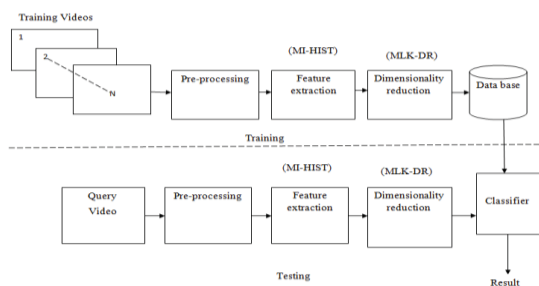 Training Videos
1
2
N
(MI-HIST)
(MLK-DR)
Pre-processing
Feature
extraction
Dimensionality
reduction
Data base
Training
(MI-HIST)
(MLK-DR)
Query
Video
Pre-processing
Feature
extraction
Dimensionality
reduction
Classifier
Testing
Result